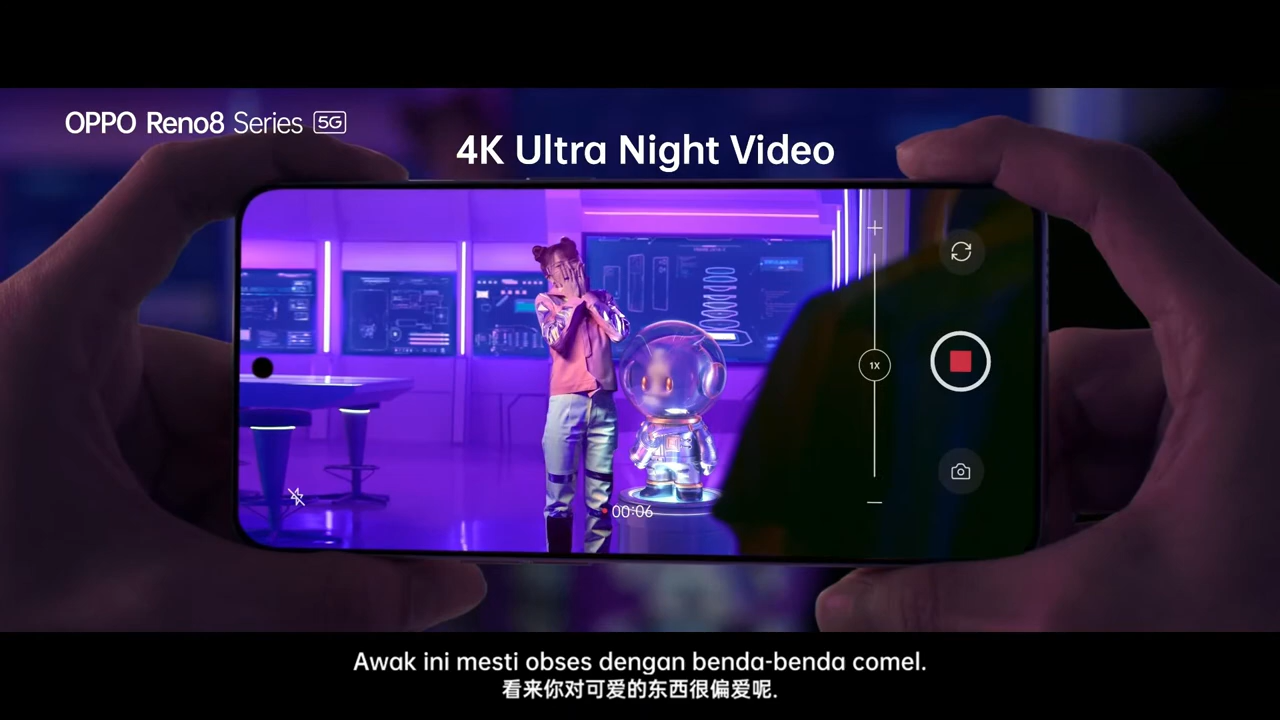 OPPO Reno8 Series 5G
4K Ultra Night Video
1X
00:06
Awak ini mesti obses dengan benda-benda comel.
看来你对可爱的东西很偏爱呢.